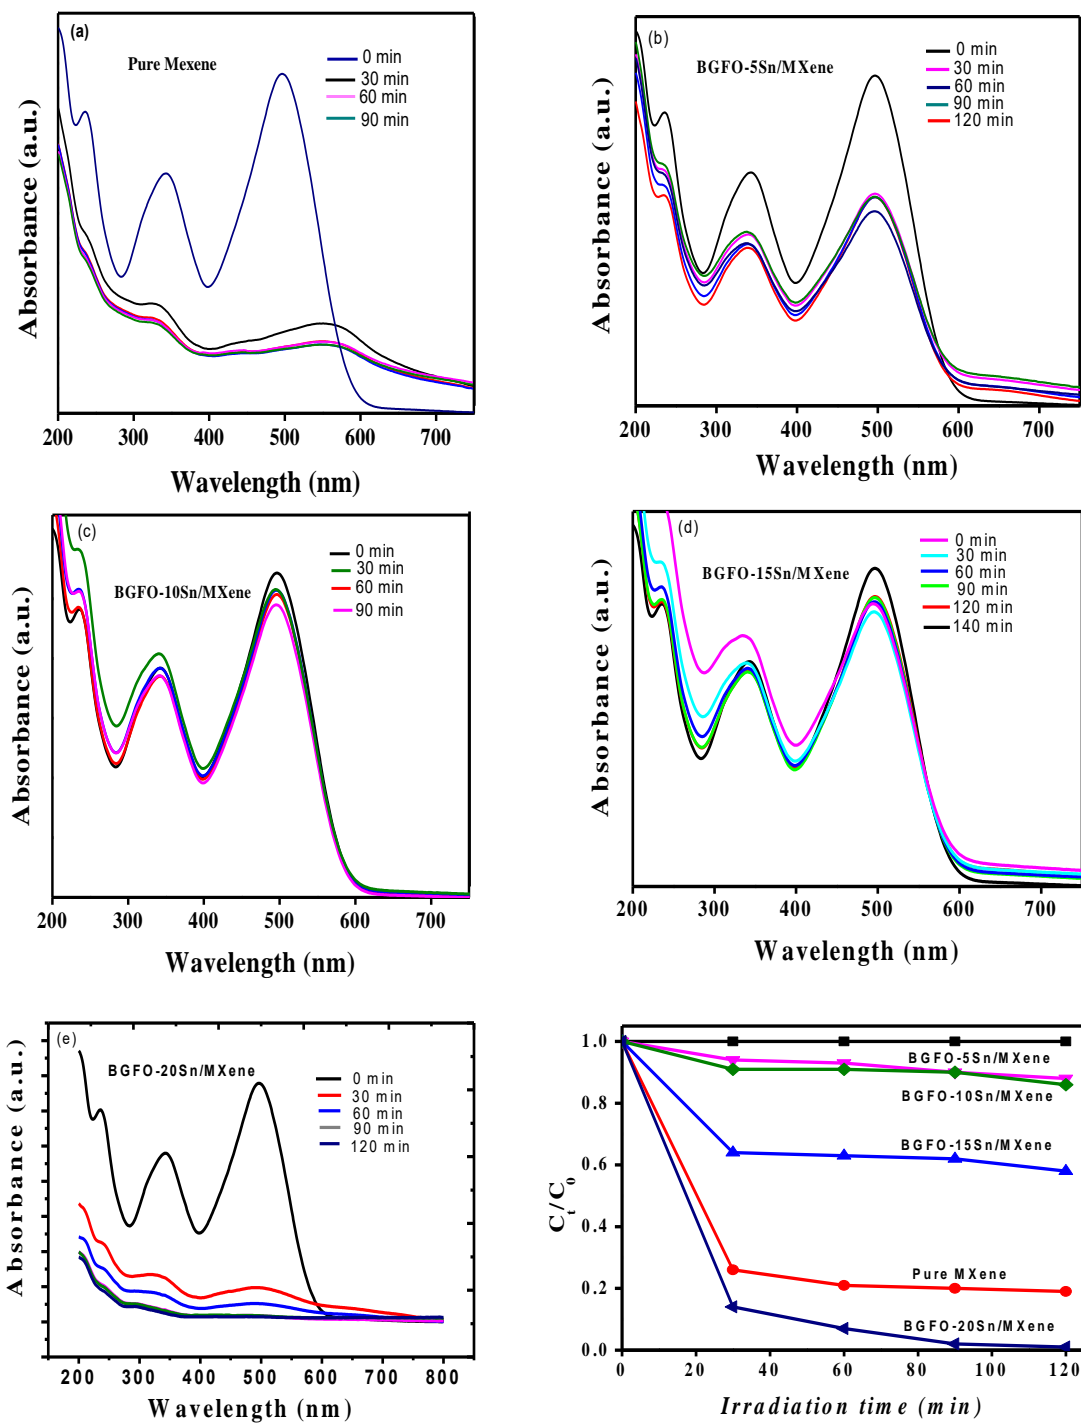 (a)
Pure Mexene
0 min
30 min
60 min
90 min
Absorbance (a.u.)
200 300 400 500 600 700
Wavelength (nm)
(b)
BGFO-5Sn/MXene
0 min
30 min
60 min
90 min
120 min
Absorbance (a.u.)
200 300 400 500 600 700
Wavelength (nm)
(c)
BGFO-10Sn/MXene
0 min
30 min
60 min
90 min
Absorbance (a.u.)
200 300 400 500 600 700
Wavelength (nm)
(d)
BGFO-15Sn/MXene
0 min
30 min
60 min
90 min
120 min
140 min
Absorbance (a.u.)
200 300 400 500 600 700
Wavelength (nm)
(e)
BGFO-20Sn/MXene
0 min
30 min
60 min
90 min
120 min
Absorbance (a.u.)
200 300 400 500 600 700 800
Wavelength (nm)
1.0
0.8
0.6
0.4
0.2
0.0
Ct/Co
BGFO-5Sn/MXene
BGFO-10Sn/MXene
BGFO-15Sn/MXene
Pure MXene
BGFO-20Sn/MXene
0 20 40 60 80 100 120
Irradiation time (min)